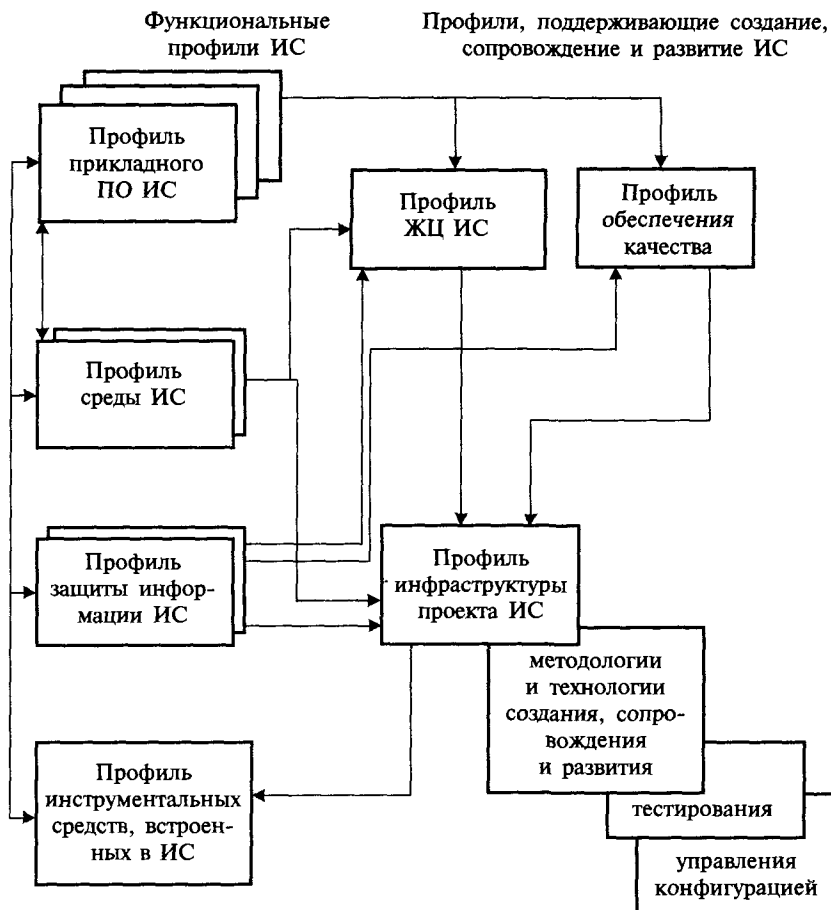 Функциональные
профили ИС
Профили, поддерживающие создание,
сопровождение и развитие ИС
Профиль
прикладного
ПО ИС
Профиль
ЖЦ ИС
Профиль
обеспечения
качества
Профиль
среды ИС
Профиль
защиты инфор-
мации ИС
Профиль
инфраструктуры
проекта ИС
методологии
и технологии
создания, сопро-
вождения
и развития
Профиль
инструментальных
средств, встроен-
ных в ИС
тестирования
управления
конфигурацией